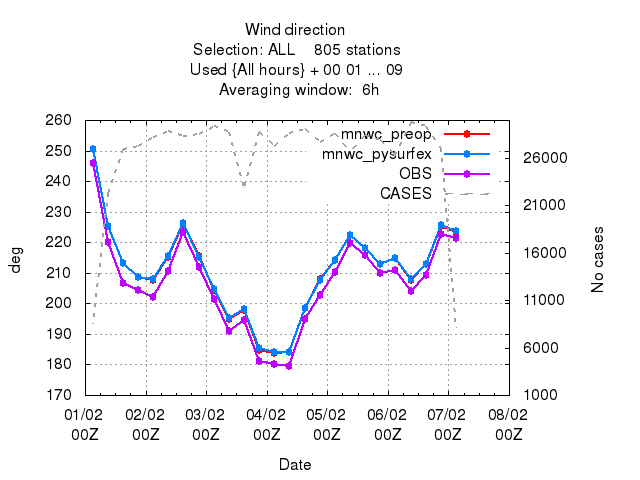 Wind direction
Selection: ALL    805 stations
Used {All hours} + 00 01 ... 09
Averaging window:  6h
260
250
240
230
220
210
200
190
180
170
deg
mnwc_preop
mnwc_pysurfex
OBS
CASES
26000
21000
16000
11000
6000
1000
No cases
01/02 02/02 03/02 04/02 05/02 06/02 07/02 08/02
00Z 00Z 00Z 00Z 00Z 00Z 00Z 00Z
Date